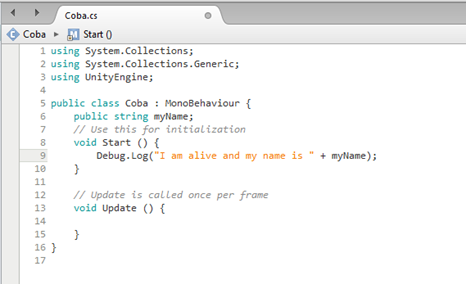 Coba.cs
Coba ▸ M Start ()
1 using System.Collections;
2 using System.Collections.Generic;
3 using UnityEngine;
4
5 public class Coba : MonoBehaviour {
6     public string myName;
7     // Use this for initialization
8     void Start () {
9         Debug.Log("I am alive and my name is " + myName);
10     }
11
12     // Update is called once per frame
13     void Update () {
14
15     }
16 }
17